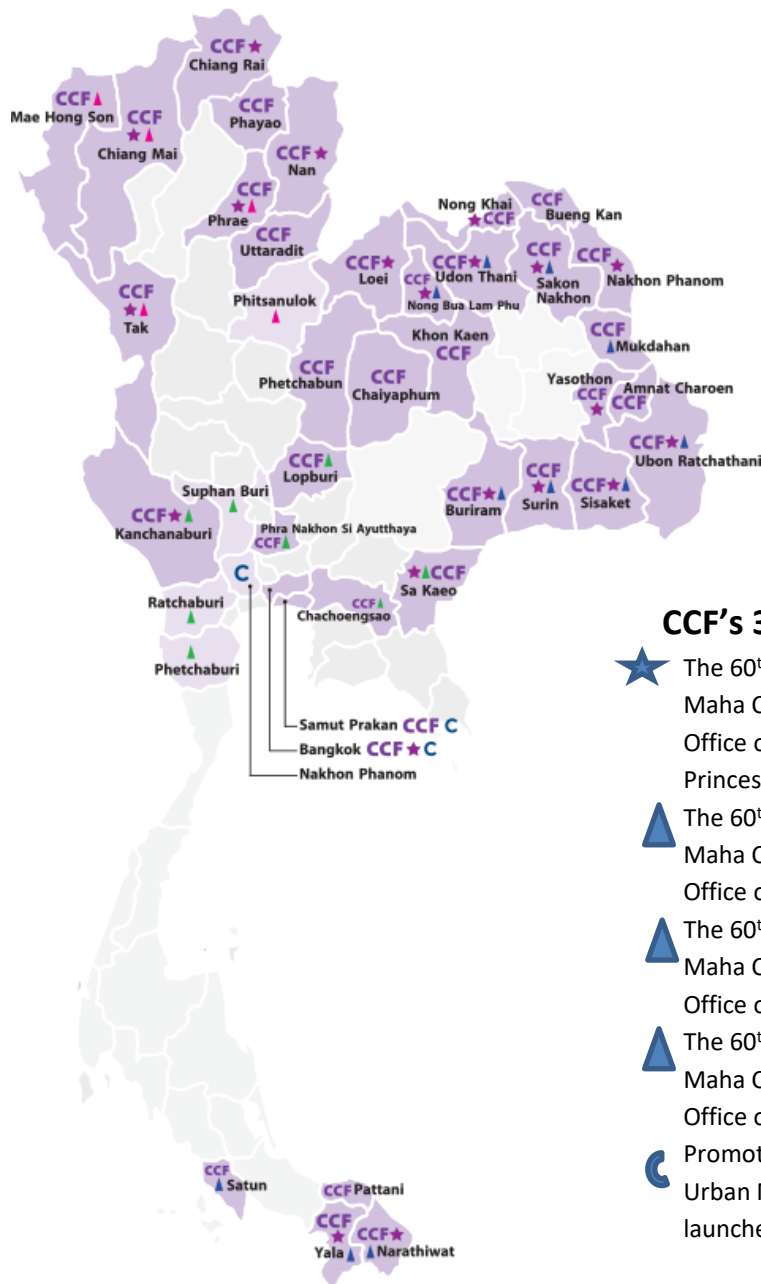 CCF
Chiang Rai
CCF
Mae Hong Son
CCF
Chiang Mai
CCF
Phayao
CCF
Nan
CCF
Phrae
CCF
Uttaradit
Nong Khai
CCF
CCF
Bueng Kan
CCF
Loei
CCF
Udon Thani
CCF
Nong Bua Lam Phu
CCF
Sakon
Nakhon
CCF
Nakhon Phanom
CCF
Tak
Phitsanulok
Khon Kaen
CCF
CCF
Mukdahan
CCF
Phetchabun
CCF
Chaiyaphum
Yasothon
CCF
Amnat Charoen
CCF
CCF
Ubon Ratchathani
CCF
Lopburi
Suphan Buri
CCF
Kanchanaburi
Phra Nakhon Si Ayutthaya
CCF
CCF
Buriram
CCF
Surin
CCF
Sisaket
C
CCF
Sa Kaeo
Ratchaburi
CCF
Chachoengsao
Phetchaburi
Samut Prakan CCF C
Bangkok CCF C
Nakhon Phanom
CCF's 3
The 60t
Maha C
Office o
Princes
The 60t
Maha C
Office o
The 60t
Maha C
Office o
The 60t
Maha C
Office o
Promot
Urban
launche
CCF
Satun
CCF Pattani
CCF
Yala
CCF
Narathiwat